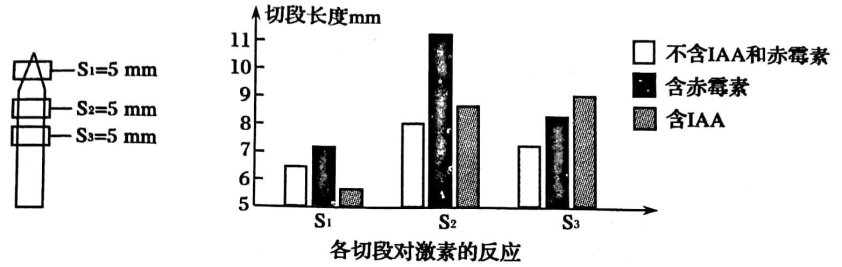 S1=5 mm
S2=5 mm
S3=5 mm
切段长度mm
11
10
9
8
7
6
5
S1
S2
S3
各切段对激素的反应
不含IAA和赤霉素
含赤霉素
含IAA